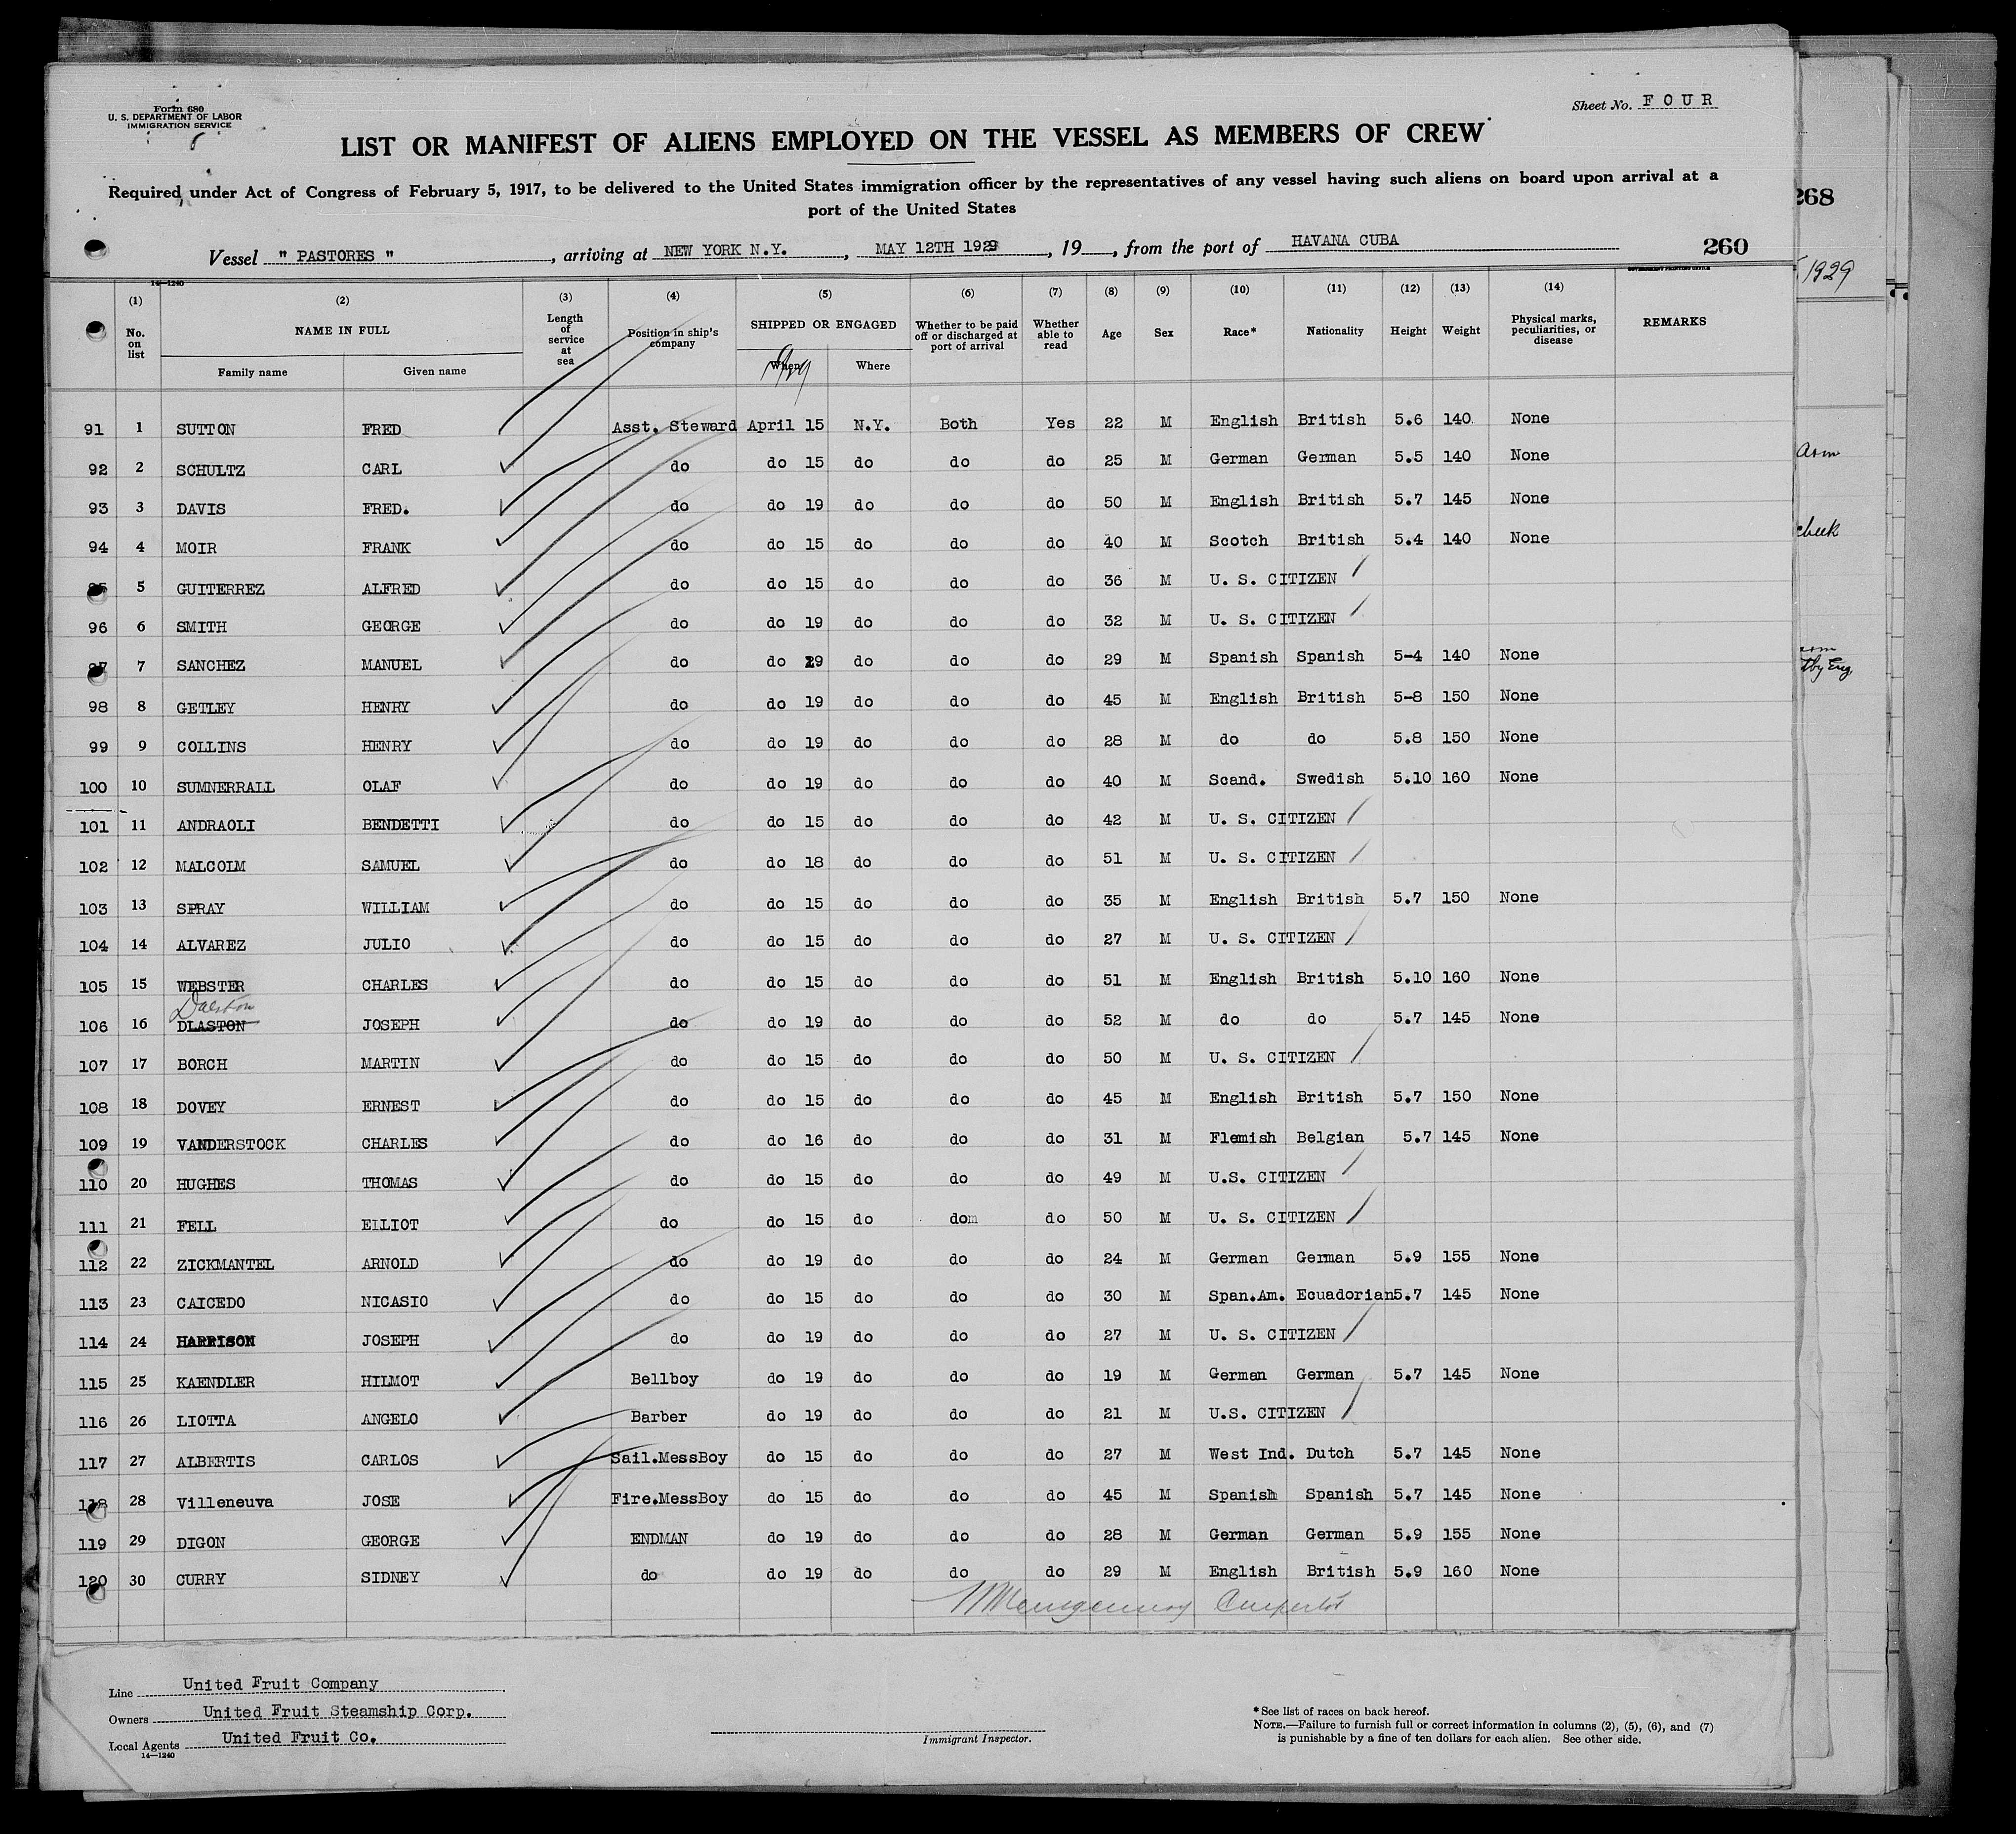 Form 680
U. S. DEPARTMENT OF LABOR
IMMIGRATION SERVICE
Sheet No. FOUR
LIST OR MANIFEST OF ALIENS EMPLOYED ON THE VESSEL AS MEMBERS OF CREW
Required under Act of Congress of February 5, 1917, to be delivered to the United States immigration officer by the representatives of any vessel having such aliens on board upon arrival at a
port of the United States
268
Vessel " PASTORES ", arriving at NEW YORK N.Y., MAY 12TH 1929, 19, from the port of HAVANA CUBA
260
1929
14—1240
GOVERNMENT PRINTING OFFICE
(1) (2) (3) (4) (5) (6) (7) (8) (9) (10) (11) (12) (13) (14)
No. on list NAME IN FULL Length of service at sea Position in ship's company SHIPPED OR ENGAGED Whether to be paid off or discharged at port of arrival Whether able to read Age Sex Race* Nationality Height Weight Physical marks, peculiarities, or disease REMARKS
Family name Given name When Where
91 1 SUTTON FRED Asst. Steward April 15 N.Y. Both Yes 22 M English British 5.6 140 None
92 2 SCHULTZ CARL do do 15 do do do 25 M German German 5.5 140 None
93 3 DAVIS FRED. do do 19 do do do 50 M English British 5.7 145 None
94 4 MOIR FRANK do do 15 do do do 40 M Scotch British 5.4 140 None
95 5 GUITERREZ ALFRED do do 15 do do do 36 M U. S. CITIZEN
96 6 SMITH GEORGE do do 19 do do do 32 M U. S. CITIZEN
97 7 SANCHEZ MANUEL do do 19 do do do 29 M Spanish Spanish 5-4 140 None
98 8 GETLEY HENRY do do 19 do do do 45 M English British 5-8 150 None
99 9 COLLINS HENRY do do 19 do do do 28 M do do 5.8 150 None
100 10 SUMNERRALL OLAF do do 19 do do do 40 M Scand. Swedish 5.10 160 None
101 11 ANDRAOLI BENDETTI do do 15 do do do 42 M U. S. CITIZEN
102 12 MALCOLM SAMUEL do do 18 do do do 51 M U. S. CITIZEN
103 13 SPRAY WILLIAM do do 15 do do do 35 M English British 5.7 150 None
104 14 ALVAREZ JULIO do do 15 do do do 27 M U. S. CITIZEN
105 15 WEBSTER CHARLES do do 15 do do do 51 M English British 5.10 160 None
Dalston
106 16 DLASTON JOSEPH do do 19 do do do 52 M do do 5.7 145 None
107 17 BORCH MARTIN do do 15 do do do 50 M U. S. CITIZEN
108 18 DOVEY ERNEST do do 15 do do do 45 M English British 5.7 150 None
109 19 VANDERSTOCK CHARLES do do 16 do do do 31 M Flemish Belgian 5.7 145 None
110 20 HUGHES THOMAS do do 15 do do do 49 M U.S. CITIZEN
111 21 FELL EILIOT do do 15 do dom do 50 M U. S. CITIZEN
112 22 ZICKMANTEL ARNOLD do do 19 do do do 24 M German German 5.9 155 None
113 23 CAICEDO NICASIO do do 15 do do do 30 M Span.Am. Ecuadorian 5.7 145 None
114 24 HARRISON JOSEPH do do 19 do do do 27 M U. S. CITIZEN
115 25 KAENDLER HILMOT Bellboy do 19 do do do 19 M German German 5.7 145 None
116 26 LIOTTA ANGELO Barber do 19 do do do 21 M U.S. CITIZEN
117 27 ALBERTIS CARLOS Sail.MessBoy do 15 do do do 27 M West Ind. Dutch 5.7 145 None
118 28 Villeneuva JOSE Fire.MessBoy do 15 do do do 45 M Spanish Spanish 5.7 145 None
119 29 DIGON GEORGE ENDMAN do 19 do do do 28 M German German 5.9 155 None
120 30 CURRY SIDNEY do do 19 do do do 29 M English British 5.9 160 None
Line United Fruit Company
Owners United Fruit Steamship Corp.
Local Agents United Fruit Co.
14—1240
Immigrant Inspector.
*See list of races on back hereof.
NOTE.—Failure to furnish full or correct information in columns (2), (5), (6), and (7)
is punishable by a fine of ten dollars for each alien. See other side.